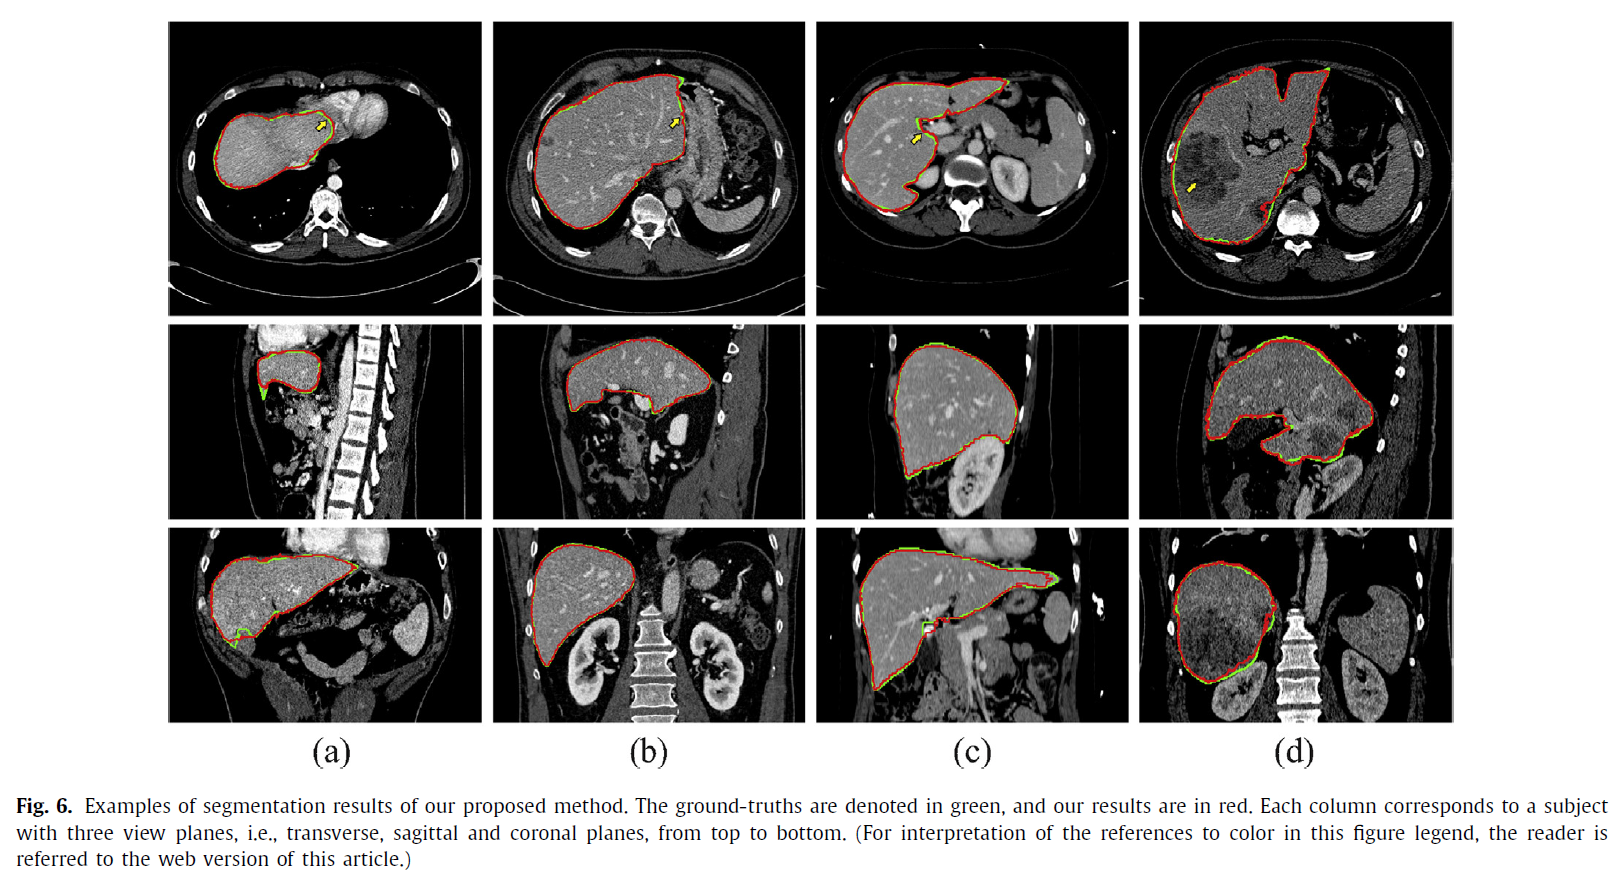 (a) (b) (c) (d)
Fig. 6. Examples of segmentation results of our proposed method. The ground-truths are denoted in green, and our results are in red. Each column corresponds to a subject
with three view planes, i.e., transverse, sagittal and coronal planes, from top to bottom. (For interpretation of the references to color in this figure legend, the reader is
referred to the web version of this article.)